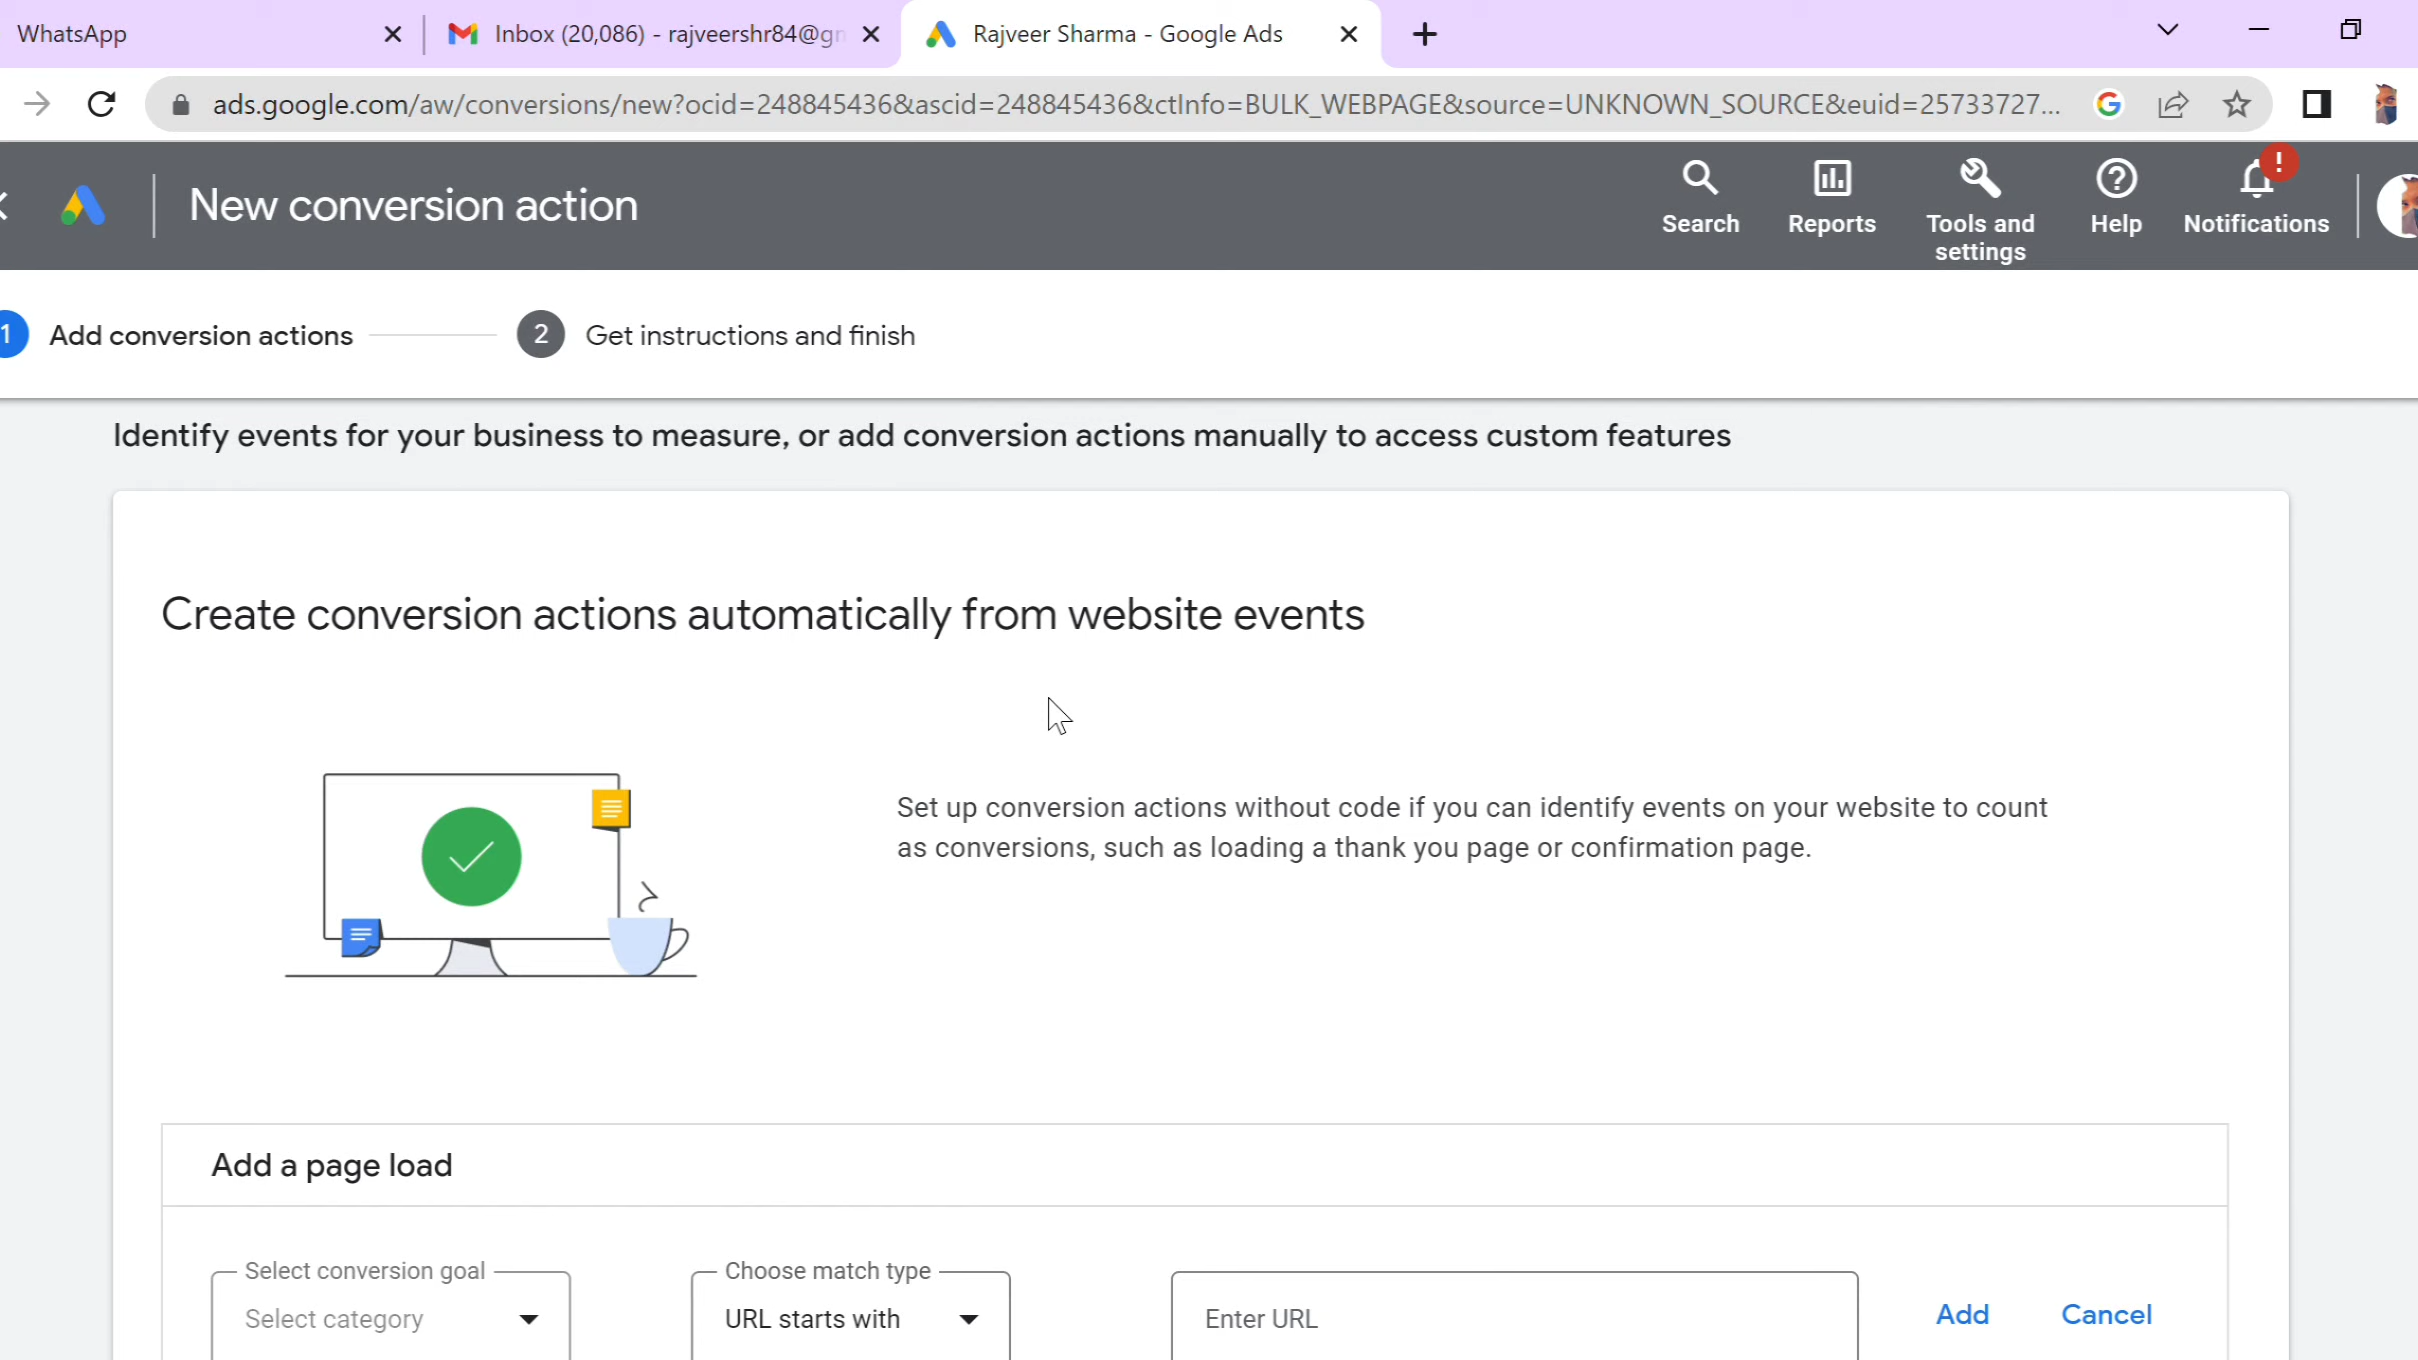 WhatsApp
Inbox (20,086) - rajveershr84@gm
Rajveer Sharma - Google Ads
ads.google.com/aw/conversions/new?ocid=248845436&ascid=248845436&ctInfo=BULK_WEBPAGE&source=UNKNOWN_SOURCE&euid=25733727...
New conversion action
Search
Reports
Tools and
settings
Help
!
Notifications
1 Add conversion actions
2 Get instructions and finish
Identify events for your business to measure, or add conversion actions manually to access custom features
Create conversion actions automatically from website events
Set up conversion actions without code if you can identify events on your website to count
as conversions, such as loading a thank you page or confirmation page.
Add a page load
Select conversion goal
Select category
Choose match type
URL starts with
Enter URL
Add
Cancel